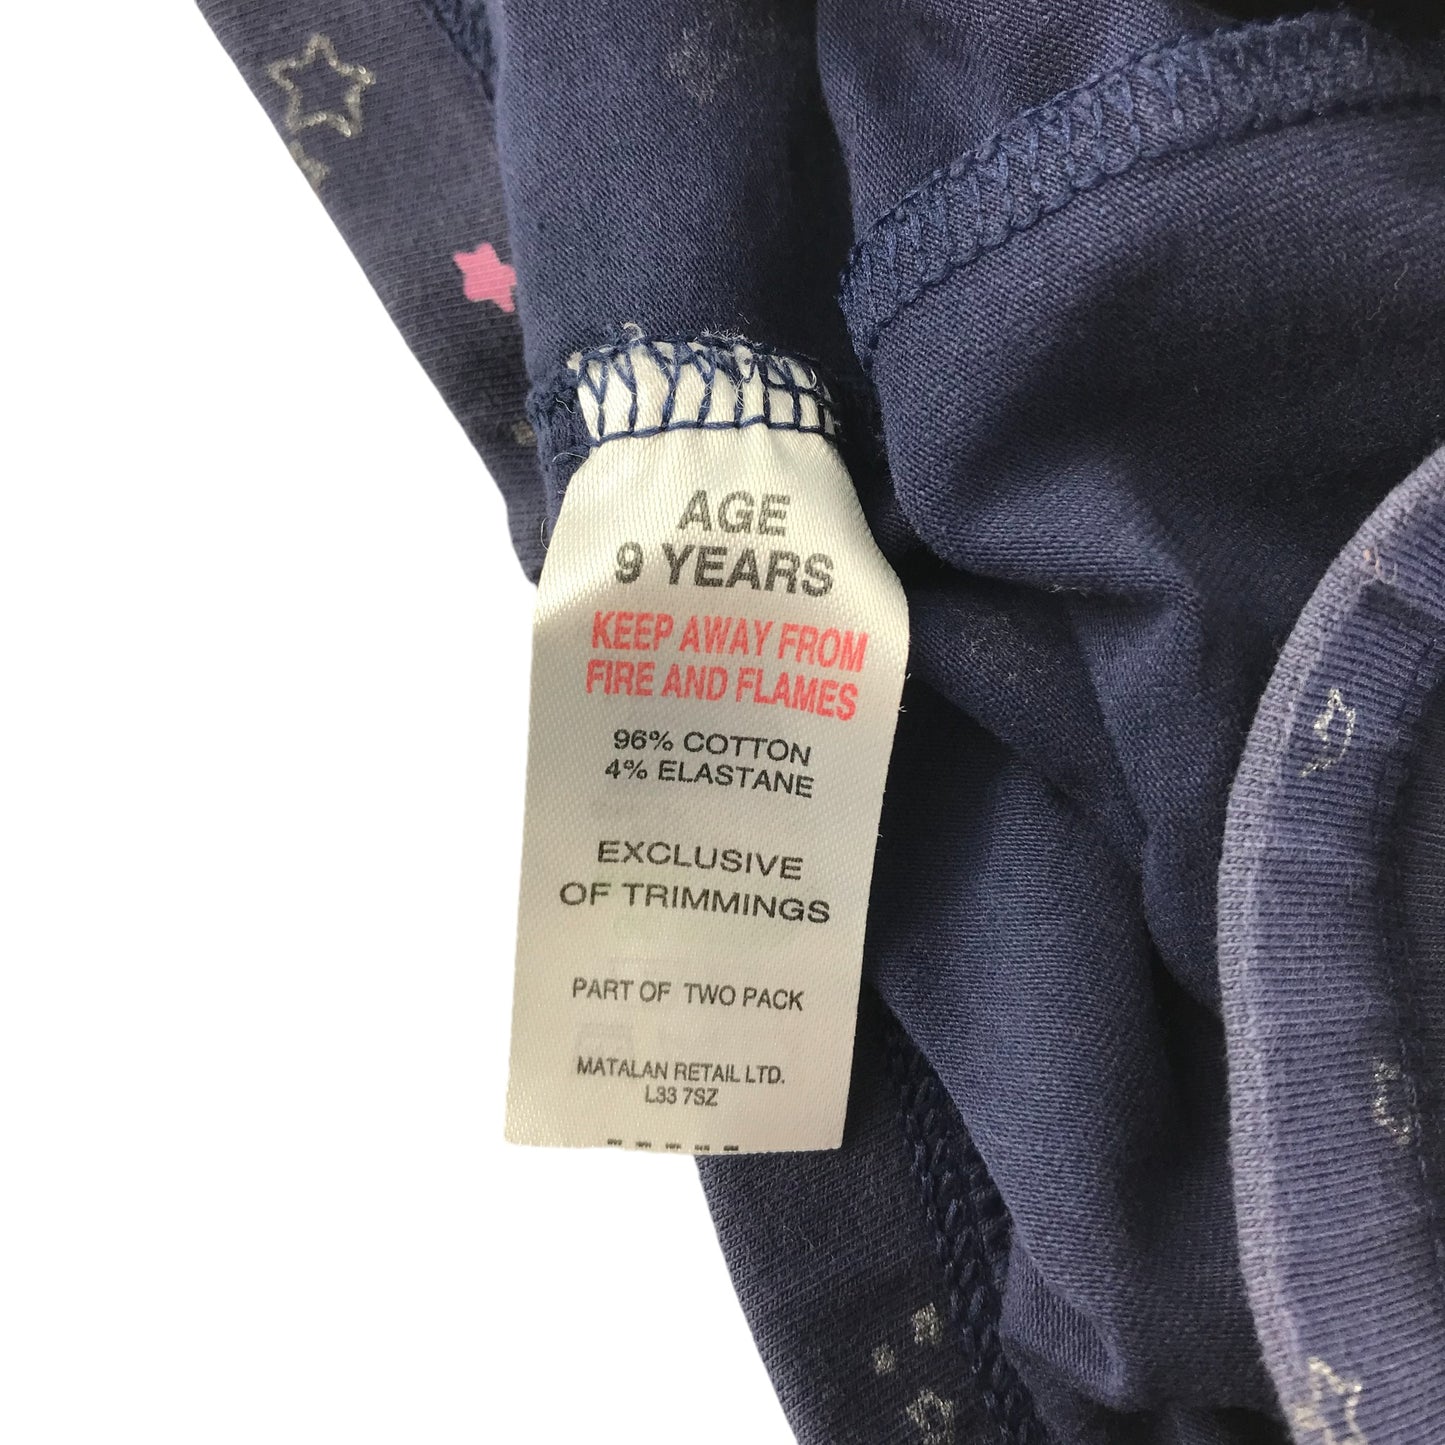 AGE
9 YEARS
KEEP AWAY FROM
FIRE AND FLAMES
96% COTTON
4% ELASTANE
EXCLUSIVE
OF TRIMMINGS
PART OF TWO PACK
MATALAN RETAIL LTD.
L33 7SZ